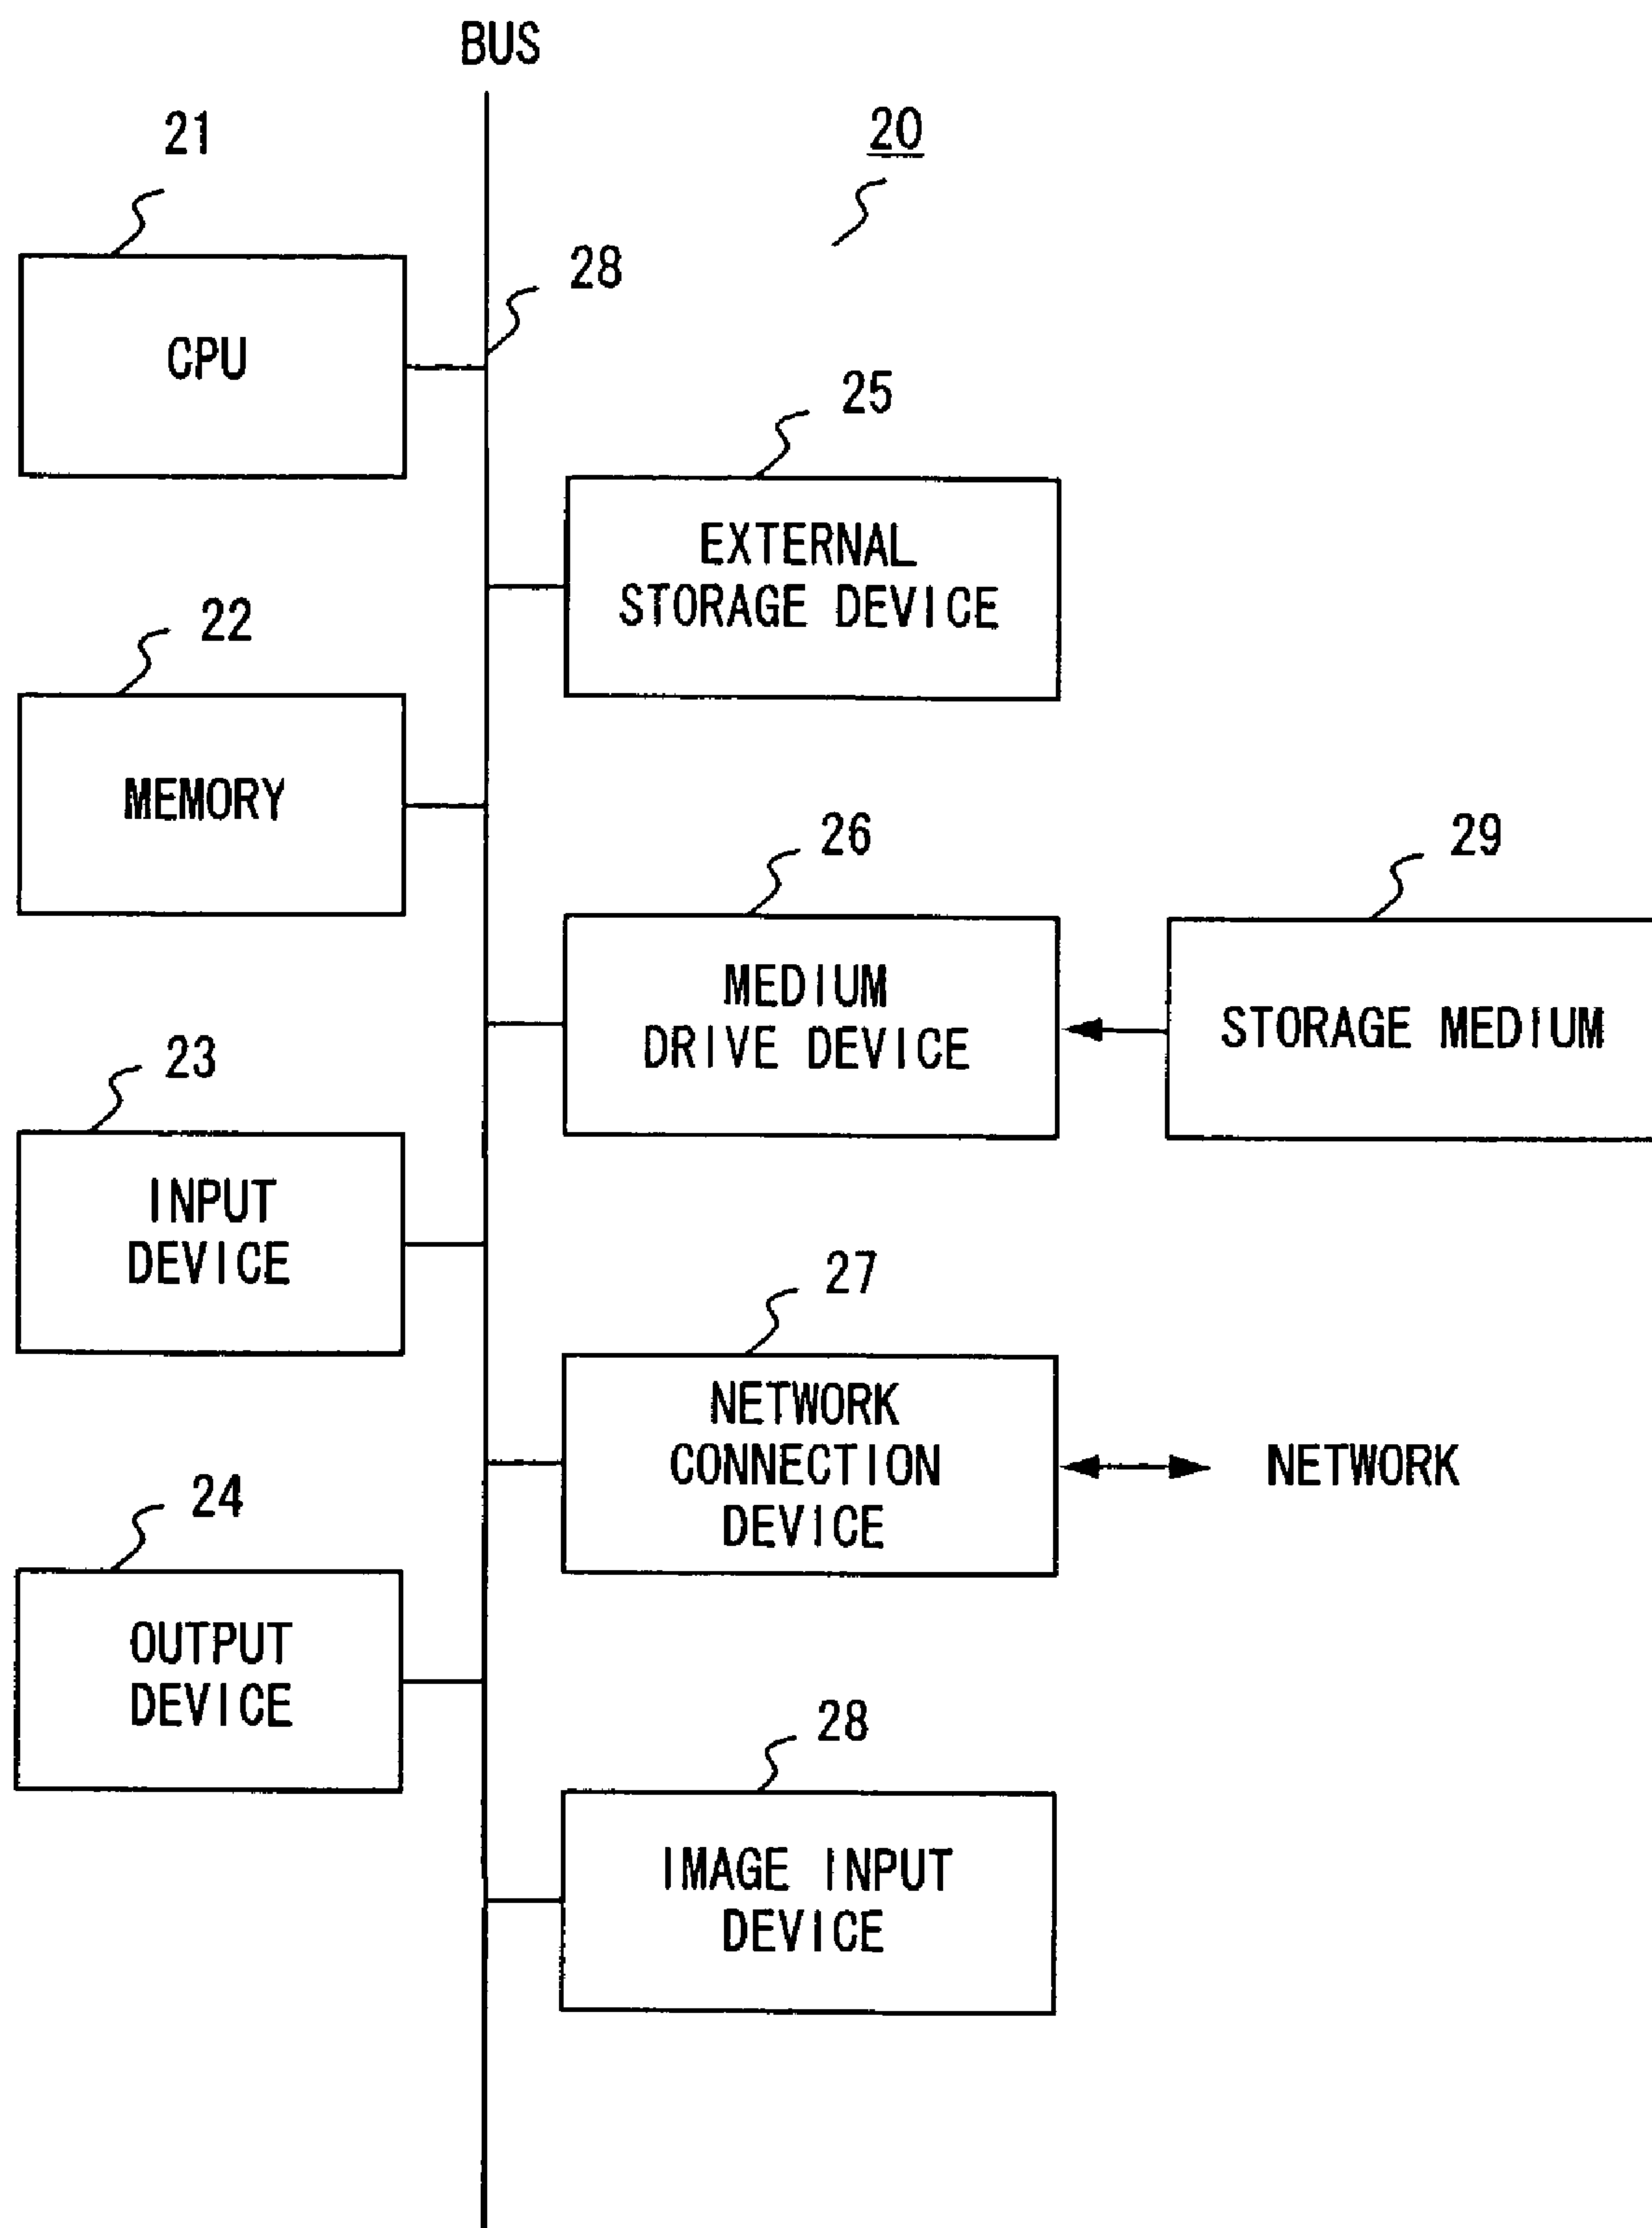 BUS
21
20
28
CPU
25
EXTERNAL
STORAGE DEVICE
22
MEMORY
26
29
MEDIUM
DRIVE DEVICE
STORAGE MEDIUM
23
INPUT
DEVICE
27
NETWORK
CONNECTION
DEVICE
NETWORK
24
OUTPUT
DEVICE
28
IMAGE INPUT
DEVICE